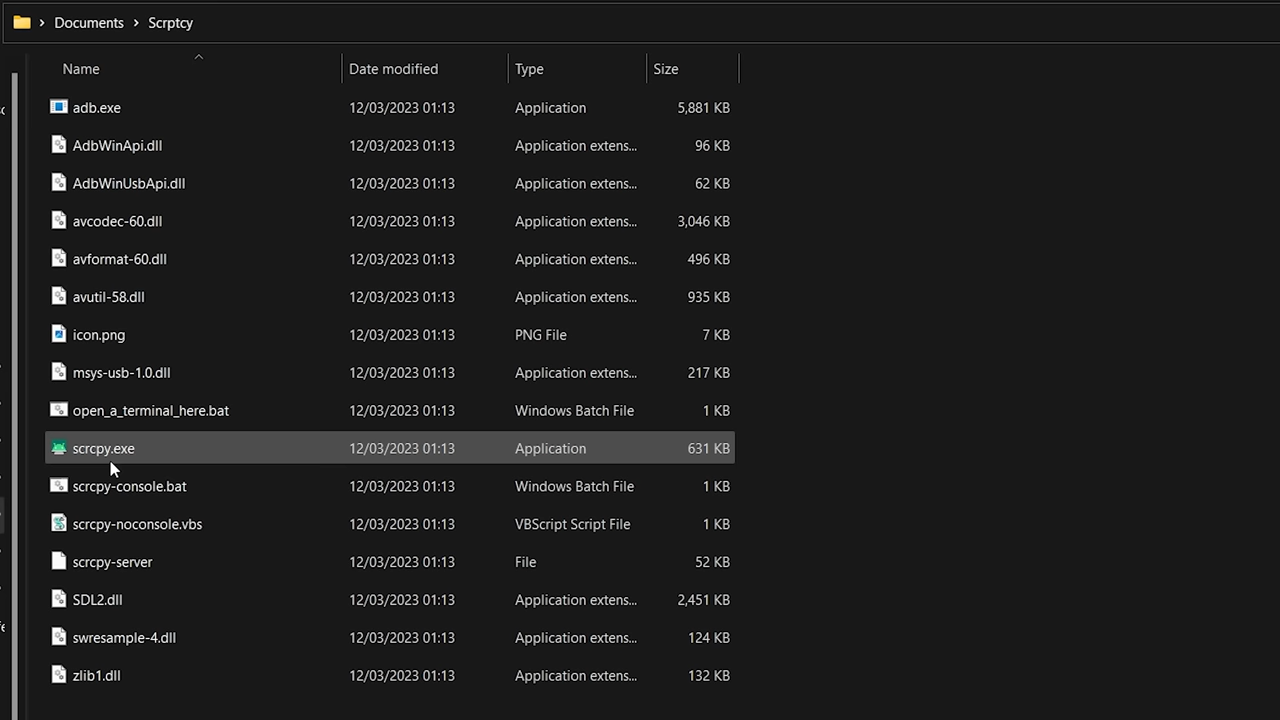 Documents > Scrptcy
Name Date modified Type Size
adb.exe 12/03/2023 01:13 Application 5,881 KB
AdbWinApi.dll 12/03/2023 01:13 Application extens... 96 KB
AdbWinUsbApi.dll 12/03/2023 01:13 Application extens... 62 KB
avcodec-60.dll 12/03/2023 01:13 Application extens... 3,046 KB
avformat-60.dll 12/03/2023 01:13 Application extens... 496 KB
avutil-58.dll 12/03/2023 01:13 Application extens... 935 KB
icon.png 12/03/2023 01:13 PNG File 7 KB
msys-usb-1.0.dll 12/03/2023 01:13 Application extens... 217 KB
open_a_terminal_here.bat 12/03/2023 01:13 Windows Batch File 1 KB
scrcpy.exe 12/03/2023 01:13 Application 631 KB
scrcpy-console.bat 12/03/2023 01:13 Windows Batch File 1 KB
scrcpy-noconsole.vbs 12/03/2023 01:13 VBScript Script File 1 KB
scrcpy-server 12/03/2023 01:13 File 52 KB
SDL2.dll 12/03/2023 01:13 Application extens... 2,451 KB
swresample-4.dll 12/03/2023 01:13 Application extens... 124 KB
zlib1.dll 12/03/2023 01:13 Application extens... 132 KB